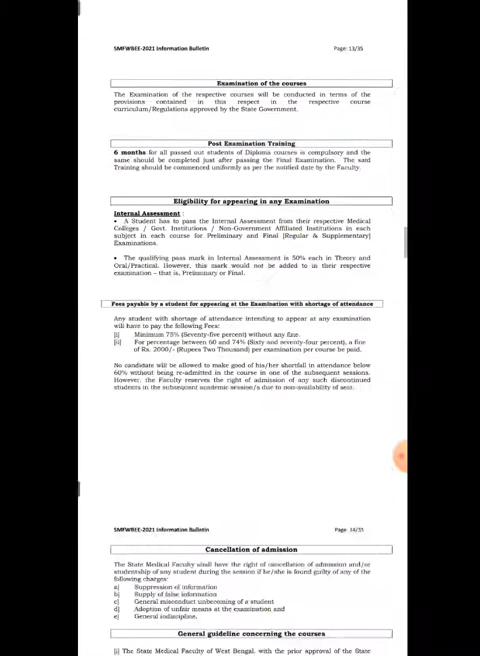 SMFWBEE-2021 Information Bulletin Page: 13/35
Examination of the courses
The Examination of the respective courses will be conducted in terms of the
provisions contained in this respect in the respective course
curriculum/Regulations approved by the State Government.
Post Examination Training
6 months for all passed out students of Diploma courses is compulsory and the
same should be completed just after passing the Final Examination. The said
Training should be commenced uniformly as per the notified date by the Faculty.
Eligibility for appearing in any Examination
Internal Assessment :
• A Student has to pass the Internal Assessment from their respective Medical
Colleges / Govt. Institutions / Non-Government Affiliated Institutions in each
subject in each course for Preliminary and Final [Regular & Supplementary]
Examinations.
• The qualifying pass mark in Internal Assessment is 50% each in Theory and
Oral/Practical. However, this mark would not be added to in their respective
examination – that is, Preliminary or Final.
Fees payable by a student for appearing at the Examination with shortage of attendance
Any student with shortage of attendance intending to appear at any examination
will have to pay the following Fees:
[i] Minimum 75% (Seventy-five percent) without any fine.
[ii] For percentage between 60 and 74% (Sixty and seventy-four percent), a fine
of Rs. 2000/- (Rupees Two Thousand) per examination per course be paid.
No candidate will be allowed to make good of his/her shortfall in attendance below
60% without being re-admitted in the course in one of the subsequent sessions.
However, the Faculty reserves the right of admission of any such discontinued
students in the subsequent academic session/s due to non-availability of seat.
SMFWBEE-2021 Information Bulletin Page: 14/35
Cancellation of admission
The State Medical Faculty shall have the right of cancellation of admission and/or
studentship of any student during the session if he/she is found guilty of any of the
following charges:
a] Suppression of information
b] Supply of false information
c] General misconduct unbecoming of a student
d] Adoption of unfair means at the examination and
e] General indiscipline.
General guideline concerning the courses
[i] The State Medical Faculty of West Bengal, with the prior approval of the State